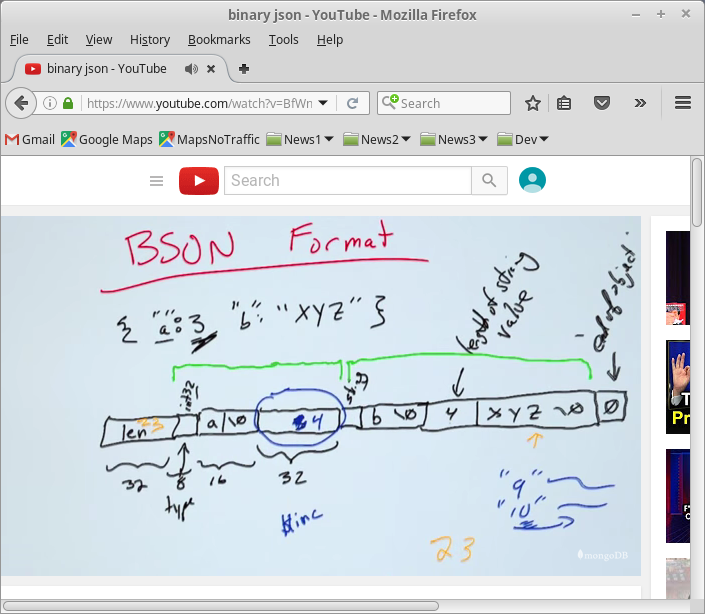 binary json - YouTube - Mozilla Firefox
File Edit View History Bookmarks Tools Help
binary json - YouTube
https://www.youtube.com/watch?v=BfWn Search
Gmail Google Maps MapsNoTraffic News1 News2 News3 Dev
Search
BSON Format
{ "a": 3 "b": "XYZ" }
length of string value
end of object
int32
string
len 23 a \0 4 b \0 4 X Y Z \0 0
32 8 16 32
type
$inc
"9"
"10"
23
mongoDB